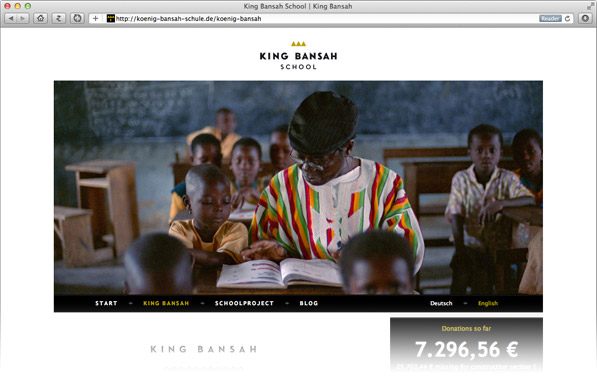 King Bansah School | King Bansah
http://koenig-bansah-schule.de/koenig-bansah
Reader
KING BANSAH
SCHOOL
START – KING BANSAH – SCHOOLPROJECT – BLOG
Deutsch – English
Donations so far
7.296,56 €
KING BANSAH